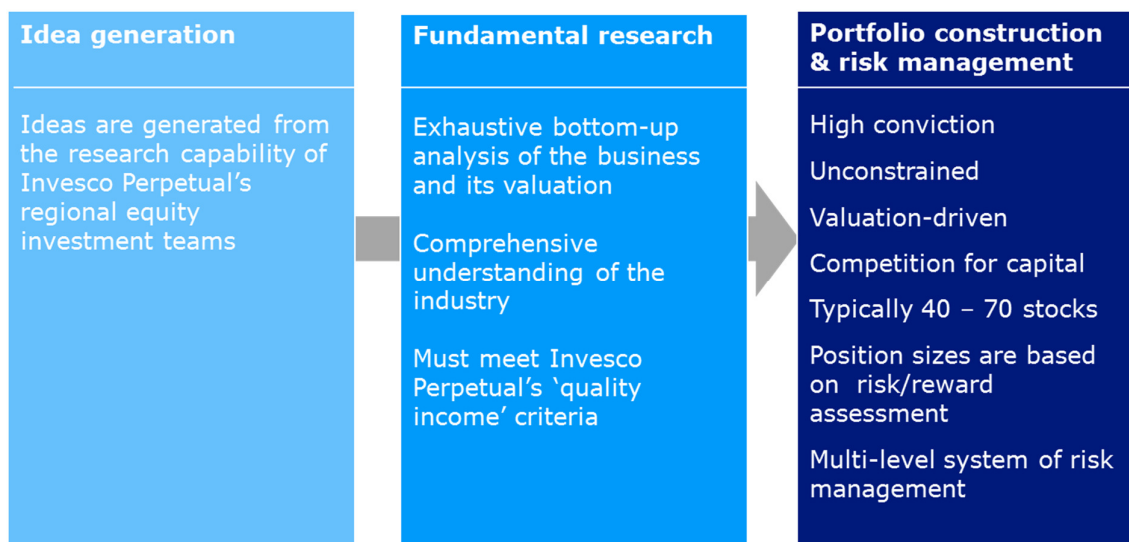 Idea generation
Ideas are generated from
the research capability of
Invesco Perpetual’s
regional equity
investment teams
Fundamental research
Exhaustive bottom-up
analysis of the business
and its valuation
Comprehensive
understanding of the
industry
Must meet Invesco
Perpetual’s ‘quality
income’ criteria
Portfolio construction
& risk management
High conviction
Unconstrained
Valuation-driven
Competition for capital
Typically 40 – 70 stocks
Position sizes are based
on risk/reward
assessment
Multi-level system of risk
management